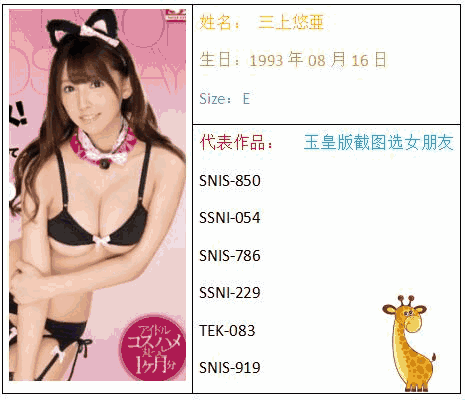 姓名： 三上悠亜
生日：1993 年 08 月 16 日
Size：E
代表作品： 玉皇版截图选女朋友
SNIS-850
SSNI-054
SNIS-786
SSNI-229
TEK-083
SNIS-919
アイドル
コスハメ
1ヶ月分